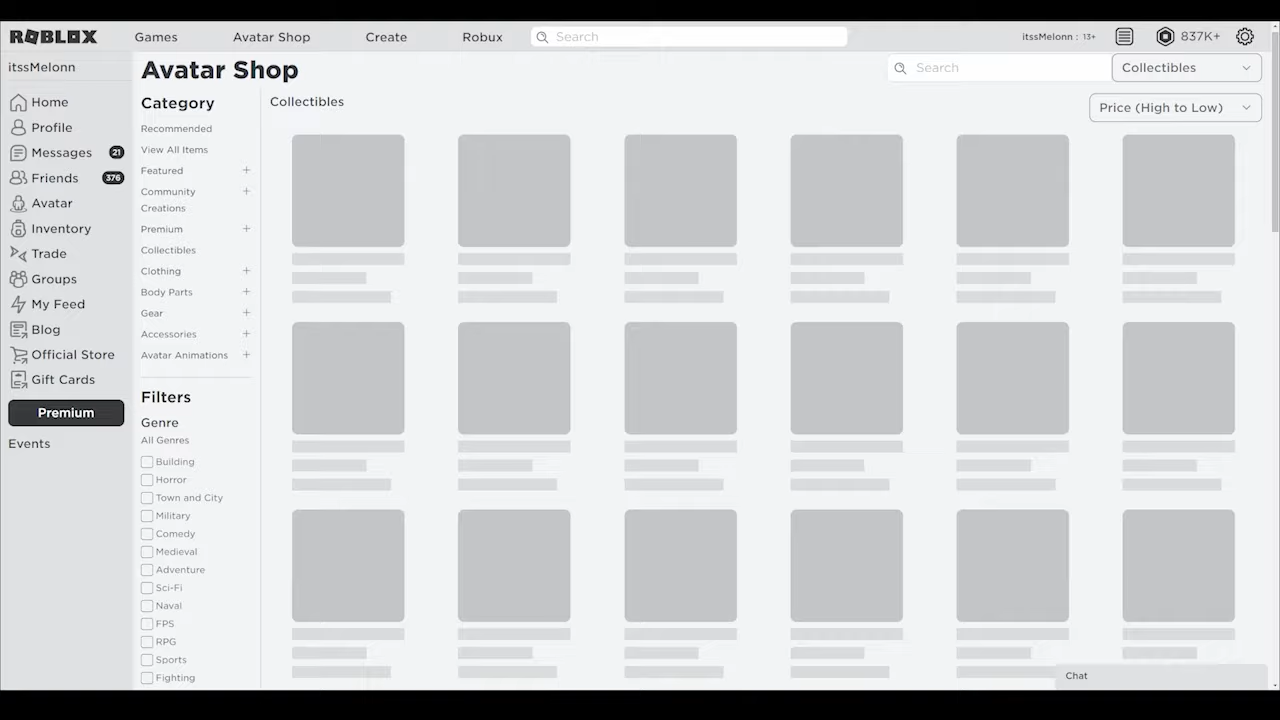 ROBLOX
Games
Avatar Shop
Create
Robux
Search
itssMelonn : 13+
837K+
itssMelonn
Home
Profile
Messages 21
Friends 376
Avatar
Inventory
Trade
Groups
My Feed
Blog
Official Store
Gift Cards
Premium
Events
Avatar Shop
Search
Collectibles
Category
Recommended
View All Items
Featured +
Community +
Creations
Premium +
Collectibles
Clothing +
Body Parts +
Gear +
Accessories +
Avatar Animations +
Filters
Genre
All Genres
Building
Horror
Town and City
Military
Comedy
Medieval
Adventure
Sci-Fi
Naval
FPS
RPG
Sports
Fighting
Collectibles
Price (High to Low)
Chat